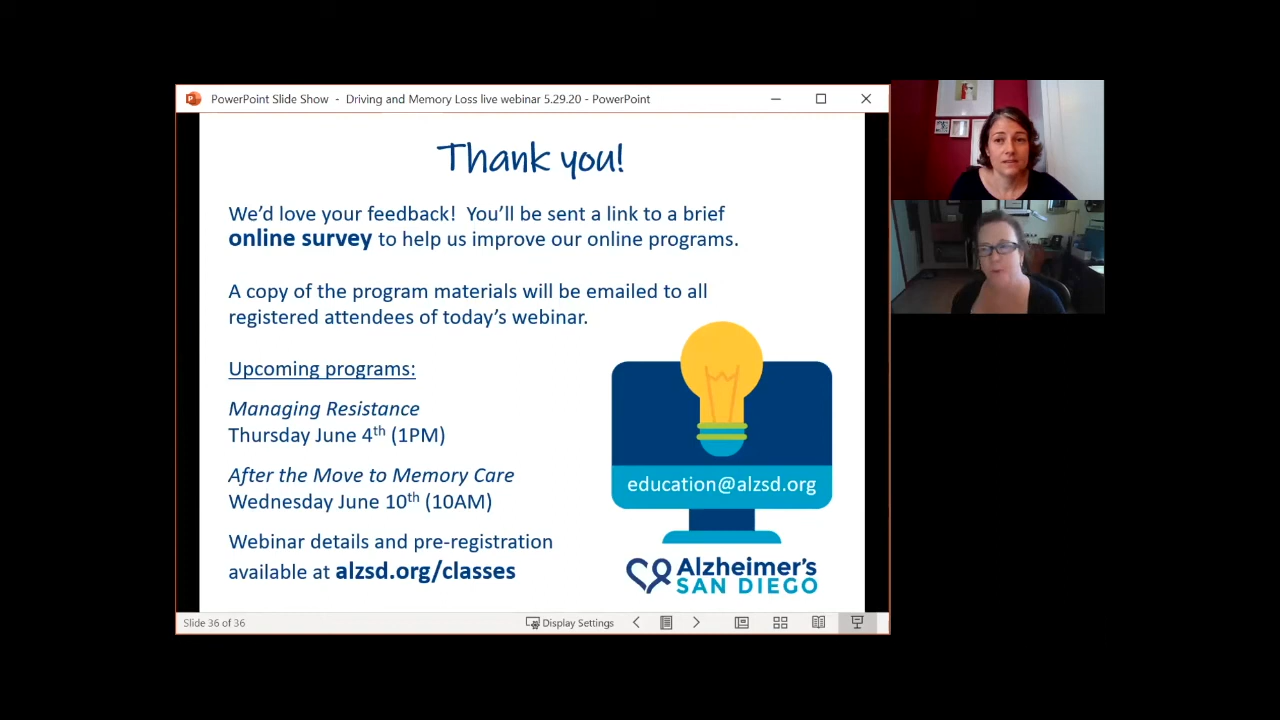 PowerPoint Slide Show - Driving and Memory Loss live webinar 5.29.20 - PowerPoint
Thank you!
We'd love your feedback! You'll be sent a link to a brief
online survey to help us improve our online programs.
A copy of the program materials will be emailed to all
registered attendees of today's webinar.
Upcoming programs:
Managing Resistance
Thursday June 4th (1PM)
After the Move to Memory Care
Wednesday June 10th (10AM)
Webinar details and pre-registration
available at alzsd.org/classes
education@alzsd.org
Alzheimer's
SAN DIEGO
Slide 36 of 36
Display Settings